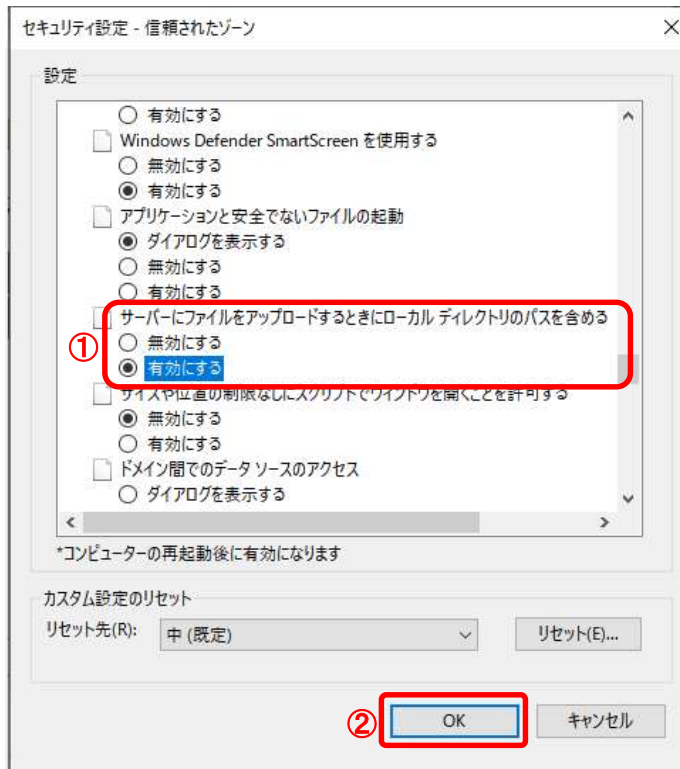 セキュリティ設定 - 信頼されたゾーン
設定
有効にする
Windows Defender SmartScreen を使用する
無効にする
有効にする
アプリケーションと安全でないファイルの起動
ダイアログを表示する
無効にする
有効にする
サーバーにファイルをアップロードするときにローカル ディレクトリのパスを含める
①
無効にする
有効にする
サイズや位置の制限なしにスクリプトでウィンドウを開くことを許可する
無効にする
有効にする
ドメイン間でのデータ ソースのアクセス
ダイアログを表示する
*コンピューターの再起動後に有効になります
カスタム設定のリセット
リセット先(R): 中 (既定) リセット(E)...
② OK キャンセル